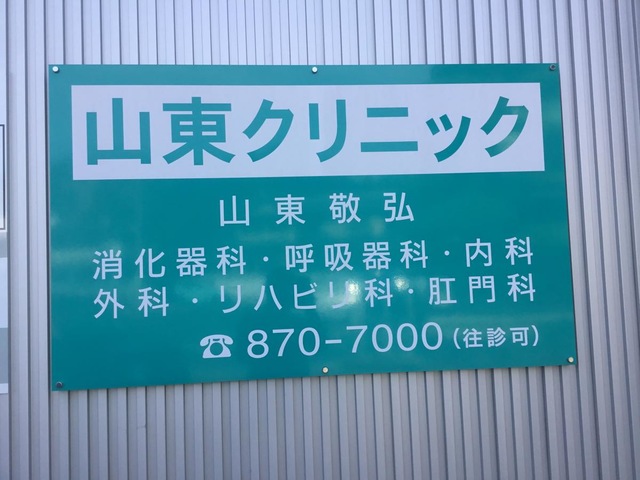 山東クリニック
山東敬弘
消化器科・呼吸器科・内科
外科・リハビリ科・肛門科
☎870-7000(往診可)